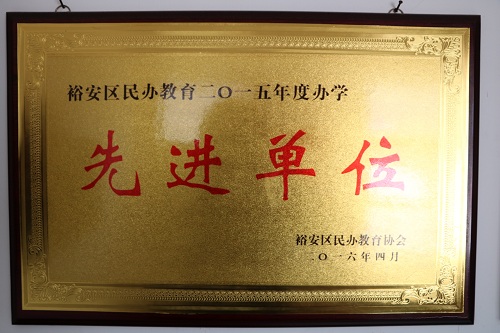 裕安区民办教育二〇一五年度办学
先进单位
裕安区民办教育协会
二〇一六年四月